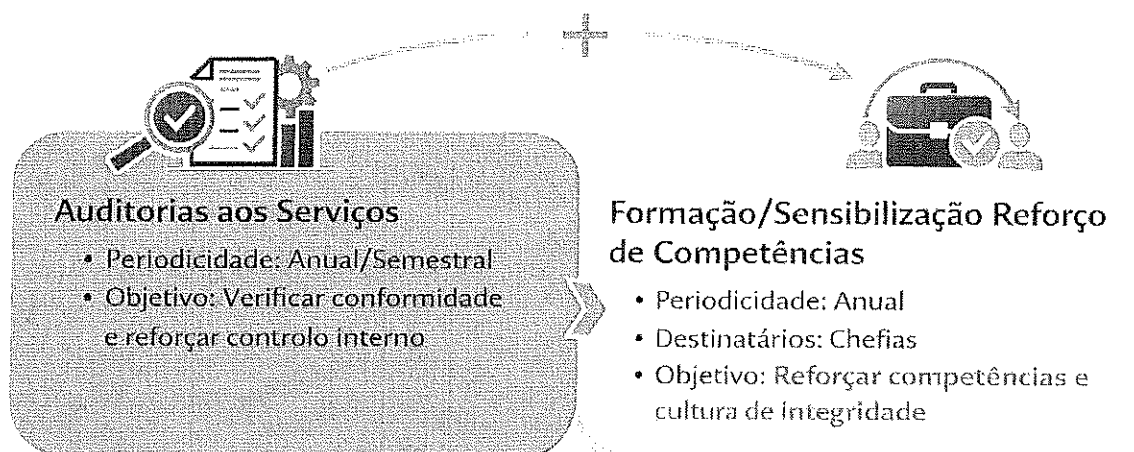 Auditorias aos Serviços
• Periodicidade: Anual/Semestral
• Objetivo: Verificar conformidade
e reforçar controlo interno
Formação/Sensibilização Reforço
de Competências
• Periodicidade: Anual
• Destinatários: Chefias
• Objetivo: Reforçar competências e
cultura de integridade